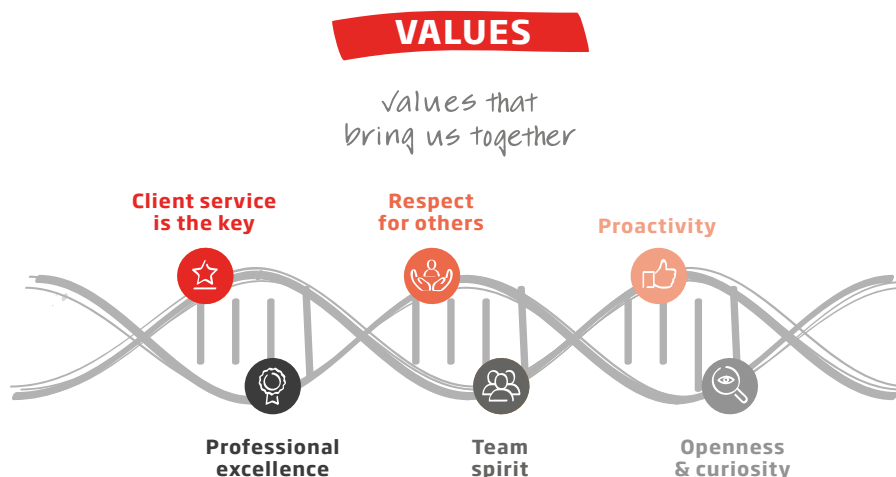 VALUES
values that
bring us together
Client service
is the key
Respect
for others
Proactivity
Professional
excellence
Team
spirit
Openness
& curiosity